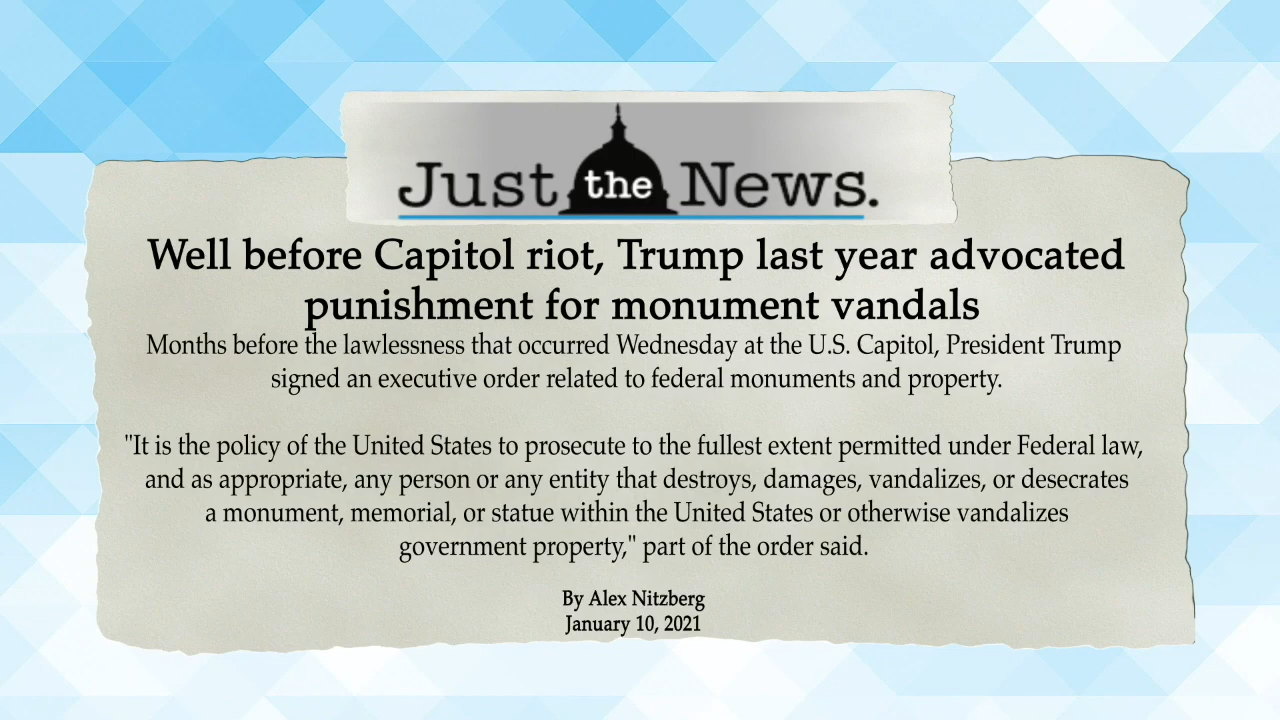 Just the News.
Well before Capitol riot, Trump last year advocated
punishment for monument vandals
Months before the lawlessness that occurred Wednesday at the U.S. Capitol, President Trump
signed an executive order related to federal monuments and property.
"It is the policy of the United States to prosecute to the fullest extent permitted under Federal law,
and as appropriate, any person or any entity that destroys, damages, vandalizes, or desecrates
a monument, memorial, or statue within the United States or otherwise vandalizes
government property," part of the order said.
By Alex Nitzberg
January 10, 2021